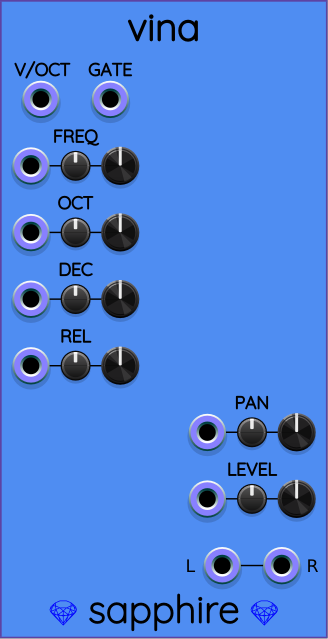 vina
V/OCT GATE
FREQ
OCT
DEC
REL
PAN
LEVEL
L R
sapphire